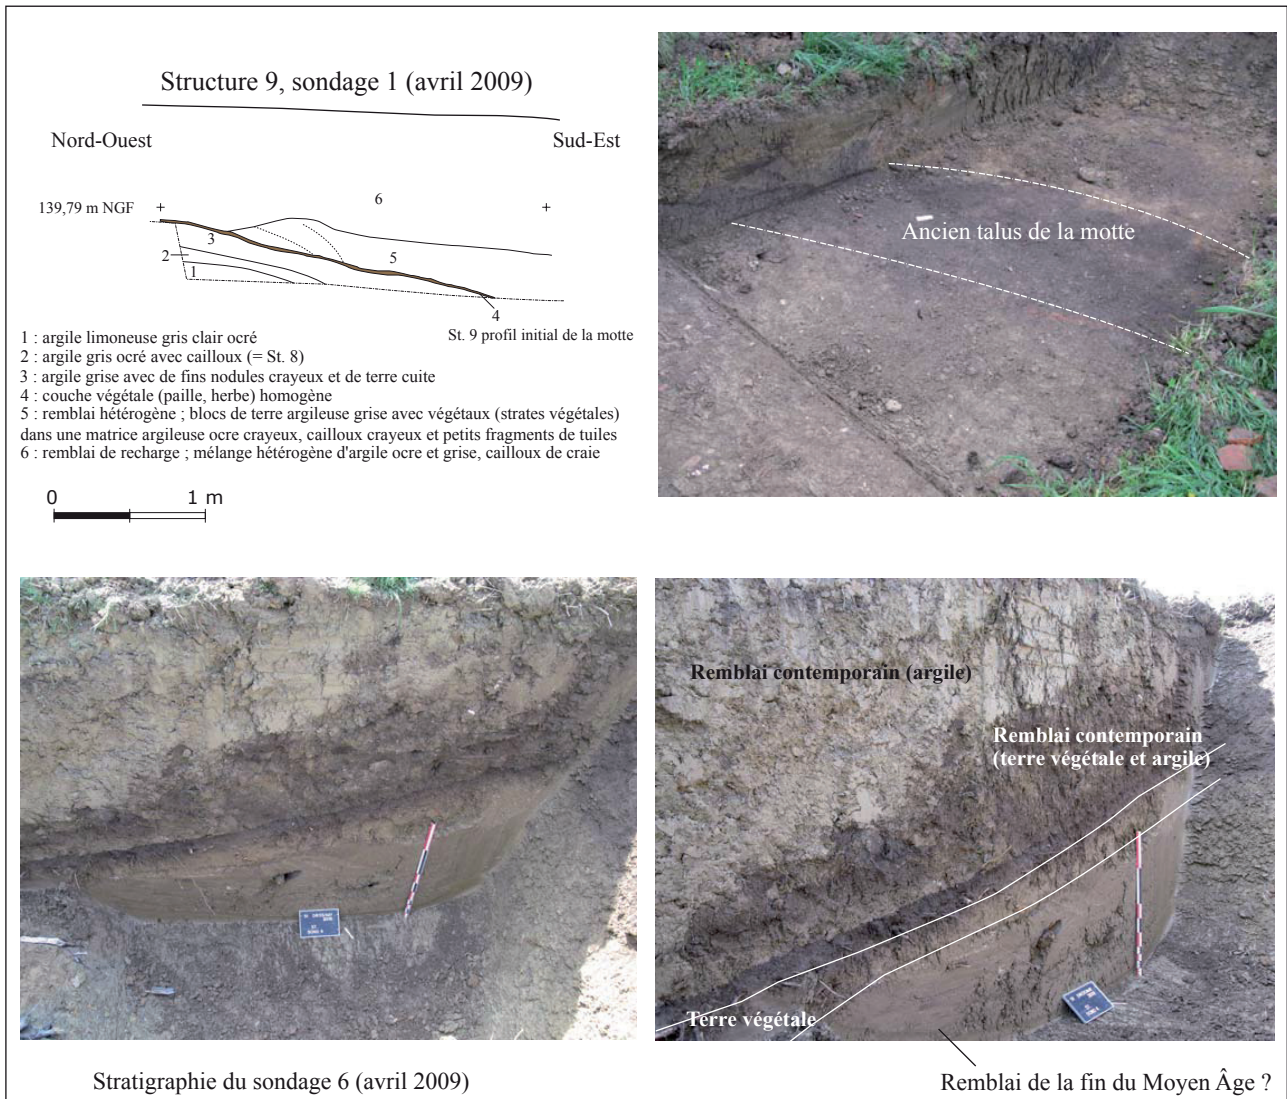 Structure 9, sondage 1 (avril 2009)
Nord-Ouest
Sud-Est
6
139,79 m NGF
3
5
2
1
4
St. 9 profil initial de la motte
1 : argile limoneuse gris clair ocré
2 : argile gris ocré avec cailloux (= St. 8)
3 : argile grise avec de fins nodules crayeux et de terre cuite
4 : couche végétale (paille, herbe) homogène
5 : remblai hétérogène ; blocs de terre argileuse grise avec végétaux (strates végétales)
dans une matrice argileuse ocre crayeux, cailloux crayeux et petits fragments de tuiles
6 : remblai de recharge ; mélange hétérogène d'argile ocre et grise, cailloux de craie
0 1 m
Ancien talus de la motte
Stratigraphie du sondage 6 (avril 2009)
Remblai contemporain (argile)
Remblai contemporain
(terre végétale et argile)
Terre végétale
Remblai de la fin du Moyen Âge ?